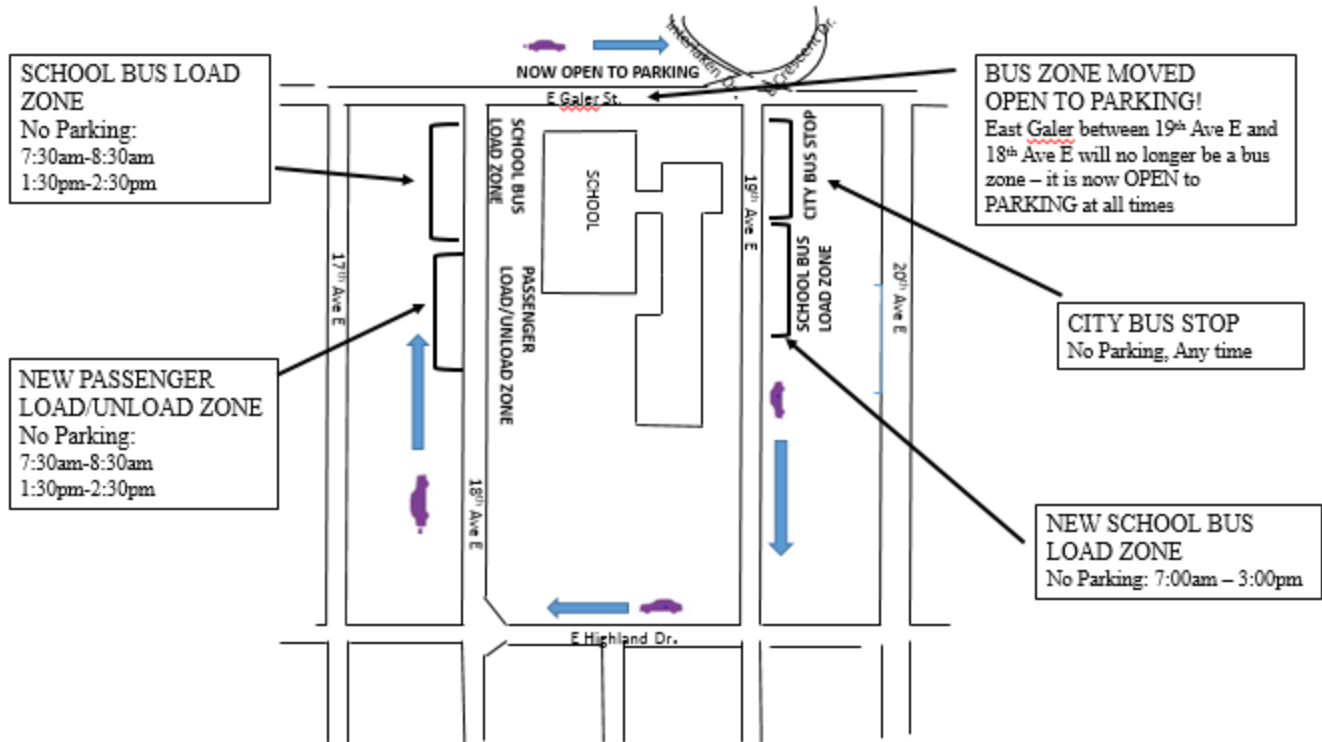 Interlaken D
E Crescent Dr.
NOW OPEN TO PARKING
E Galer St.
SCHOOL BUS LOAD
ZONE
No Parking:
7:30am-8:30am
1:30pm-2:30pm
BUS ZONE MOVED
OPEN TO PARKING!
East Galer between 19th Ave E and
18th Ave E will no longer be a bus
zone – it is now OPEN to
PARKING at all times
SCHOOL BUS
LOAD ZONE
SCHOOL
19th Ave E
CITY BUS STOP
SCHOOL BUS
LOAD ZONE
17th Ave E
20th Ave E
PASSENGER
LOAD/UNLOAD ZONE
CITY BUS STOP
No Parking, Any time
NEW PASSENGER
LOAD/UNLOAD ZONE
No Parking:
7:30am-8:30am
1:30pm-2:30pm
18th Ave E
NEW SCHOOL BUS
LOAD ZONE
No Parking: 7:00am – 3:00pm
E Highland Dr.